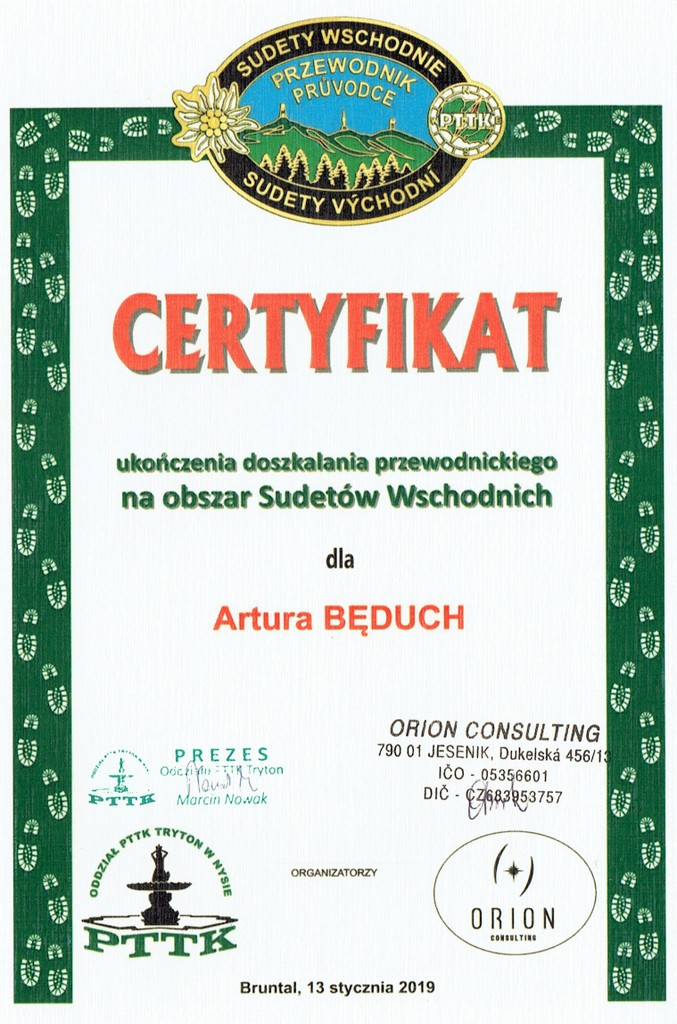 SUDETY WSCHODNIE
PRZEWODNIK
PRŮVODCE
PTTK
SUDETY VÝCHODNÍ
CERTYFIKAT
ukończenia doszkalania przewodnickiego
na obszar Sudetów Wschodnich
dla
Artura BĘDUCH
PREZES
Oddziału PTTK Tryton
Marcin Nowak
PTTK
ORION CONSULTING
790 01 JESENIK, Dukelská 456/13
IČO - 05356601
DIČ - CZ683953757
ODDZIAŁ PTTK TRYTON W NYSIE
PTTK
ORGANIZATORZY
ORION
CONSULTING
Bruntal, 13 stycznia 2019